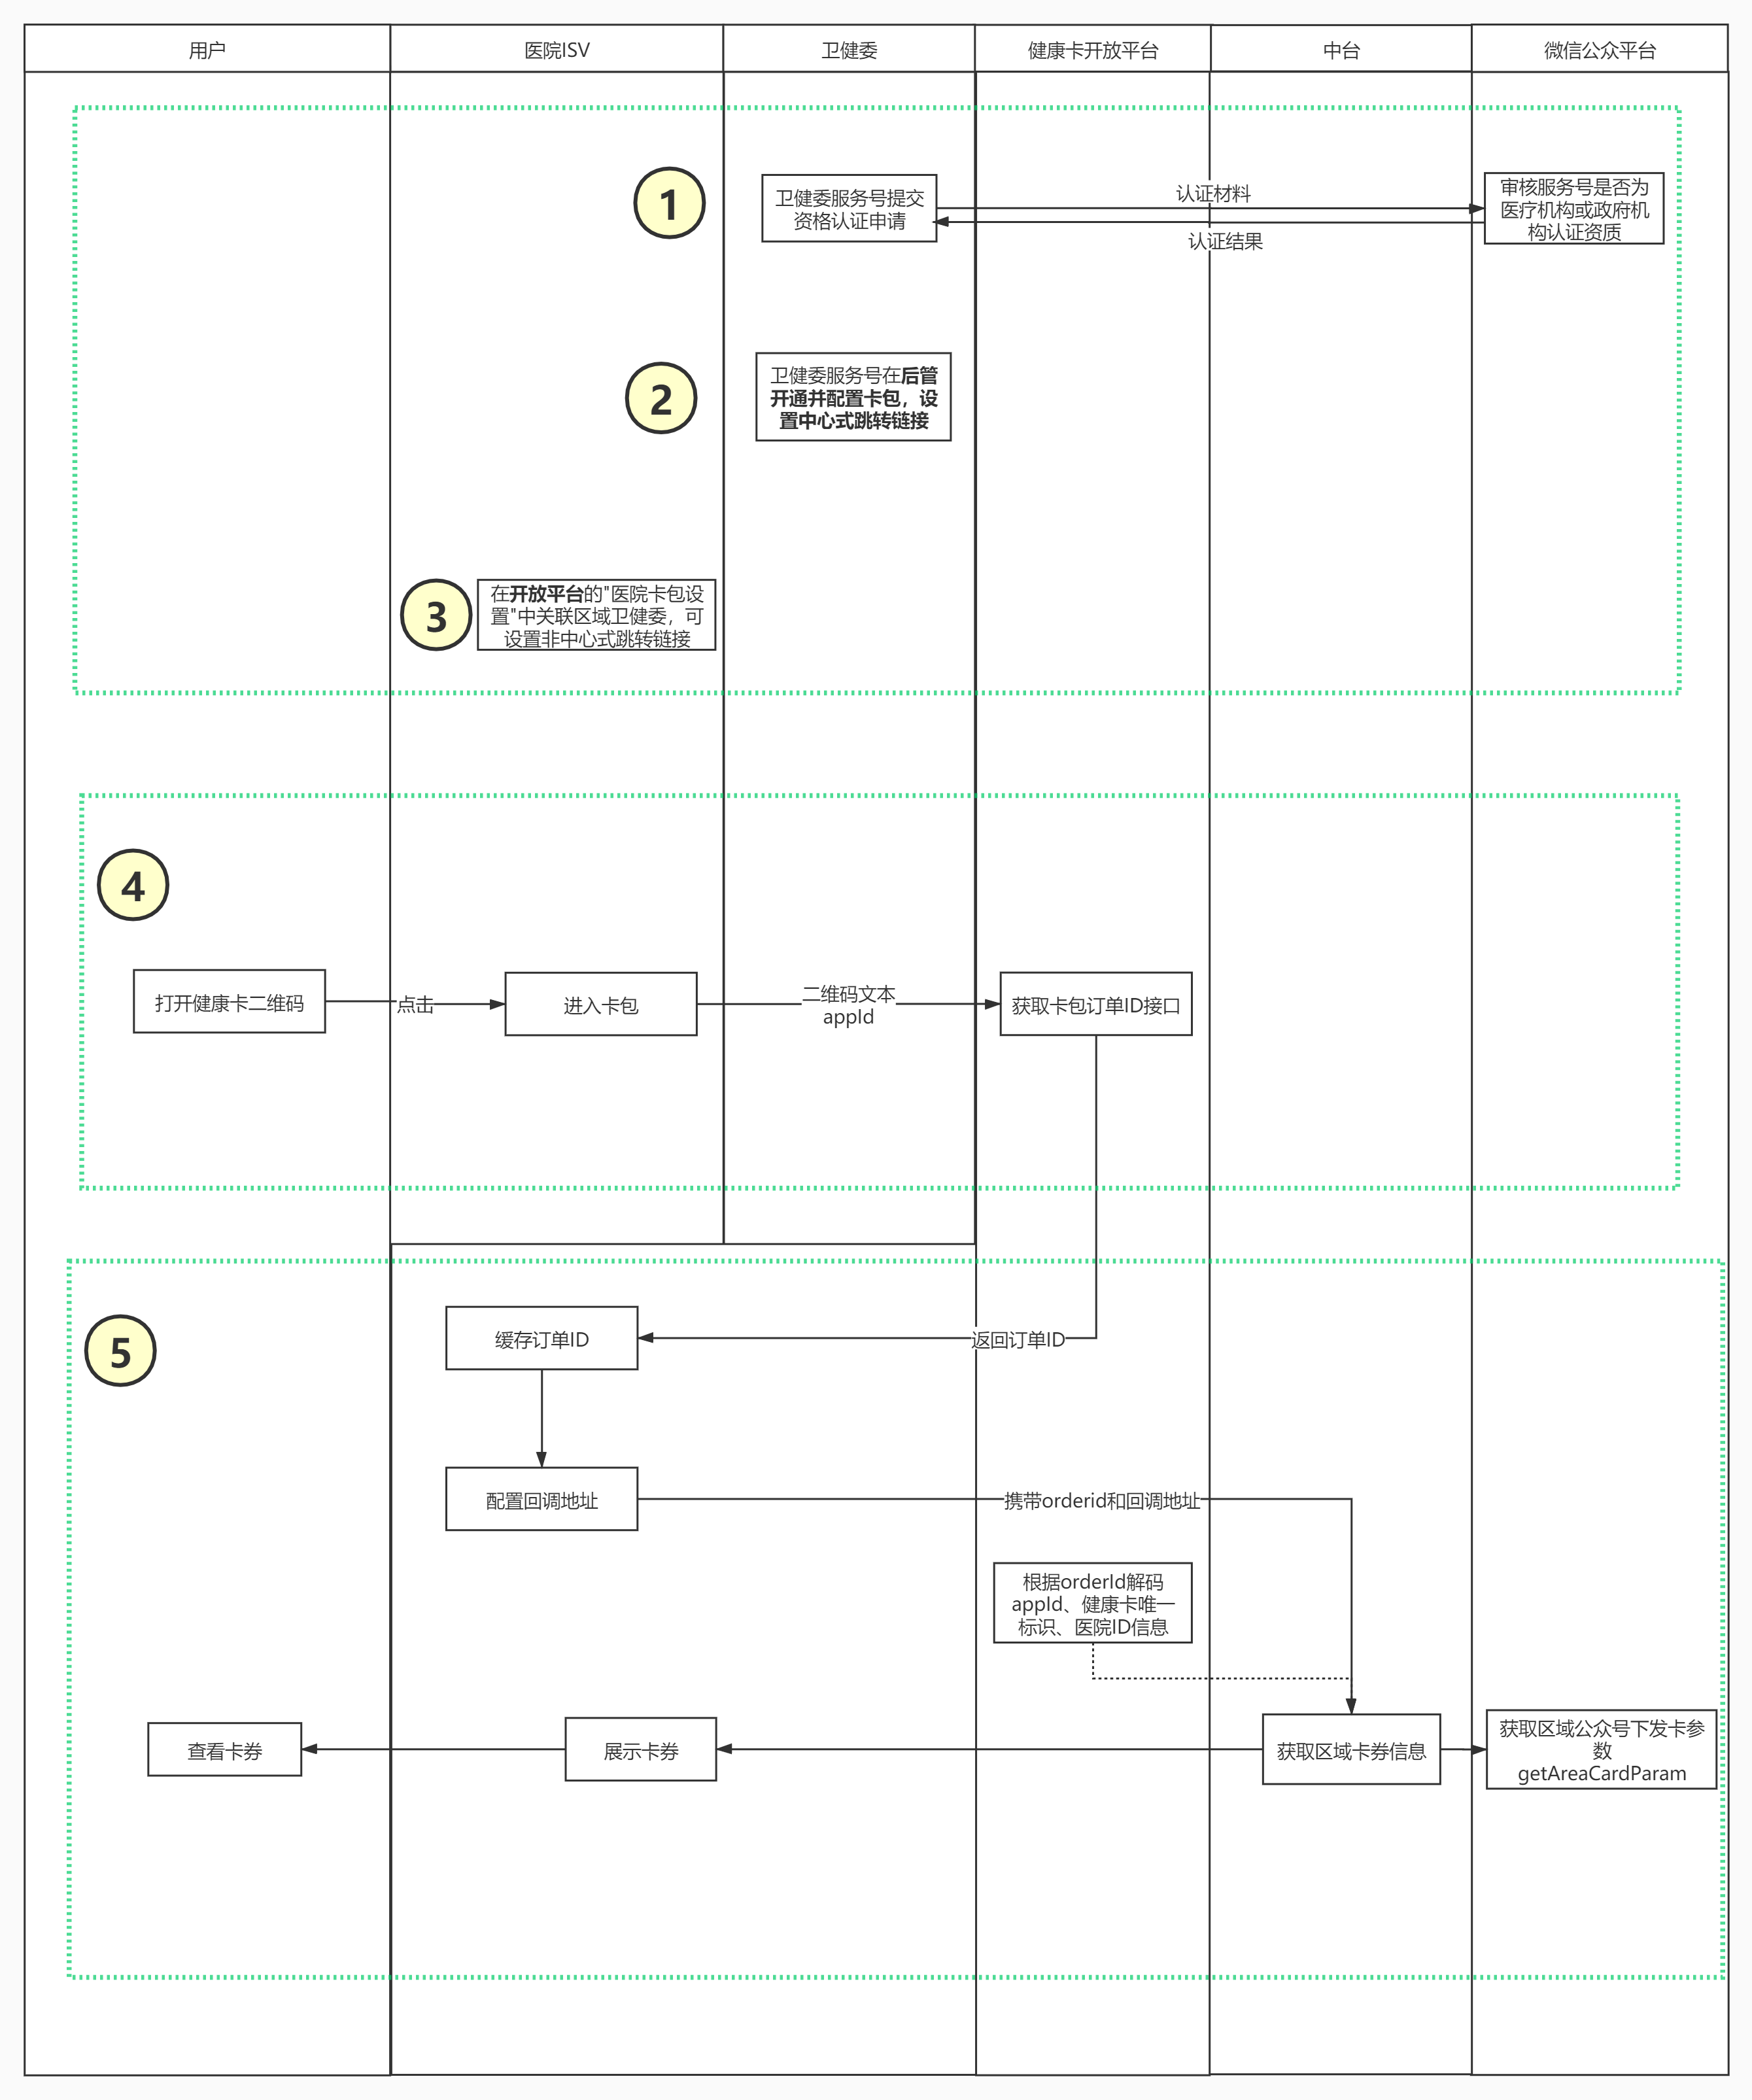 用户
医院ISV
卫健委
健康卡开放平台
中台
微信公众平台
1
卫健委服务号提交
资格认证申请
认证材料
认证结果
审核服务号是否为
医疗机构或政府机
构认证资质
2
卫健委服务号在后管
开通并配置卡包，设
置中心式跳转链接
3
在开放平台的"医院卡包设
置"中关联区域卫健委，可
设置非中心式跳转链接
4
打开健康卡二维码
点击
进入卡包
二维码文本
appId
获取卡包订单ID接口
5
缓存订单ID
返回订单ID
配置回调地址
携带orderid和回调地址
根据orderId解码
appId、健康卡唯一
标识、医院ID信息
查看卡券
展示卡券
获取区域卡券信息
获取区域公众号下发卡参
数
getAreaCardParam